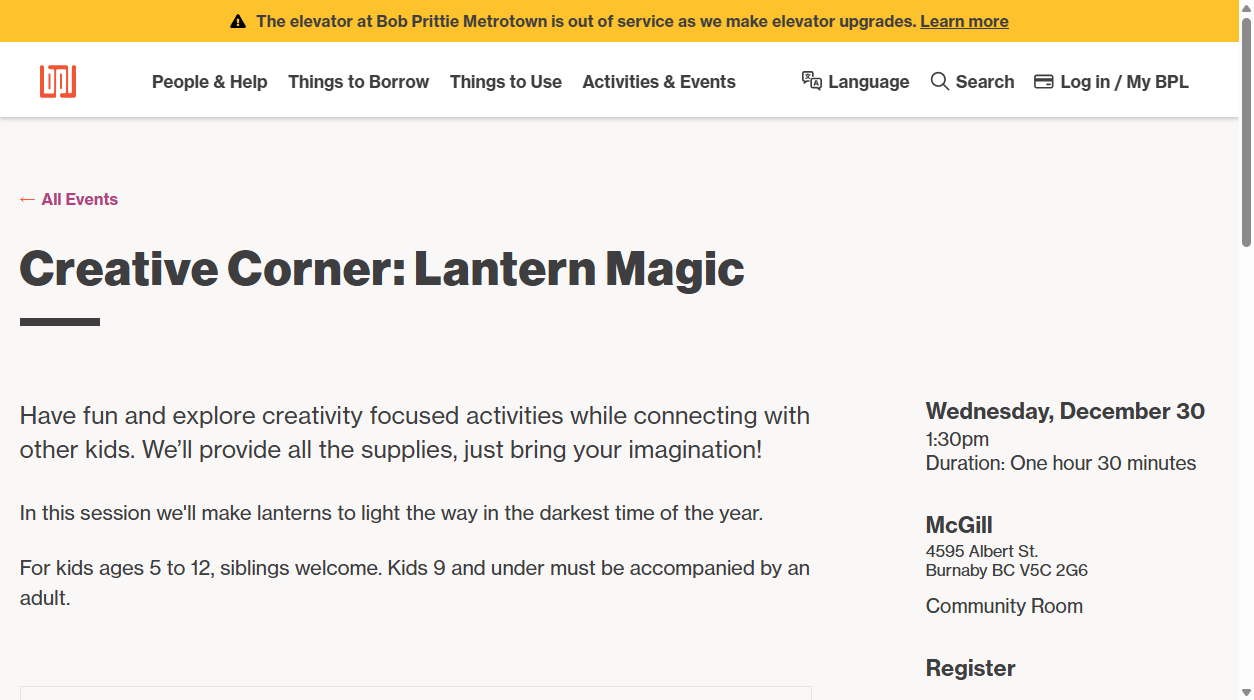 The elevator at Bob Prittie Metrotown is out of service as we make elevator upgrades. Learn more
People & Help Things to Borrow Things to Use Activities & Events Language Search Log in / My BPL
← All Events
Creative Corner: Lantern Magic
Have fun and explore creativity focused activities while connecting with
other kids. We’ll provide all the supplies, just bring your imagination!
In this session we'll make lanterns to light the way in the darkest time of the year.
For kids ages 5 to 12, siblings welcome. Kids 9 and under must be accompanied by an
adult.
Wednesday, December 30
1:30pm
Duration: One hour 30 minutes
McGill
4595 Albert St.
Burnaby BC V5C 2G6
Community Room
Register